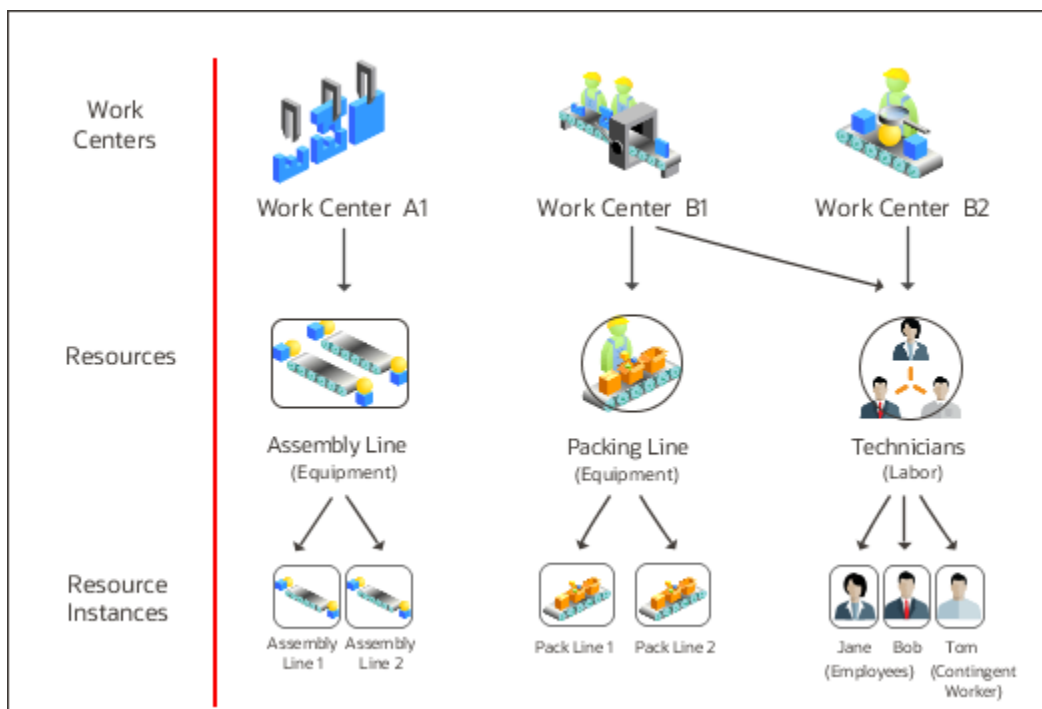 Work
Centers
Work Center A1
Work Center B1
Work Center B2
Resources
Assembly Line
(Equipment)
Packing Line
(Equipment)
Technicians
(Labor)
Resource
Instances
Assembly
Line 1
Assembly
Line 2
Pack Line 1
Pack Line 2
Jane
Bob
Tom
(Employees)
(Contingent
Worker)